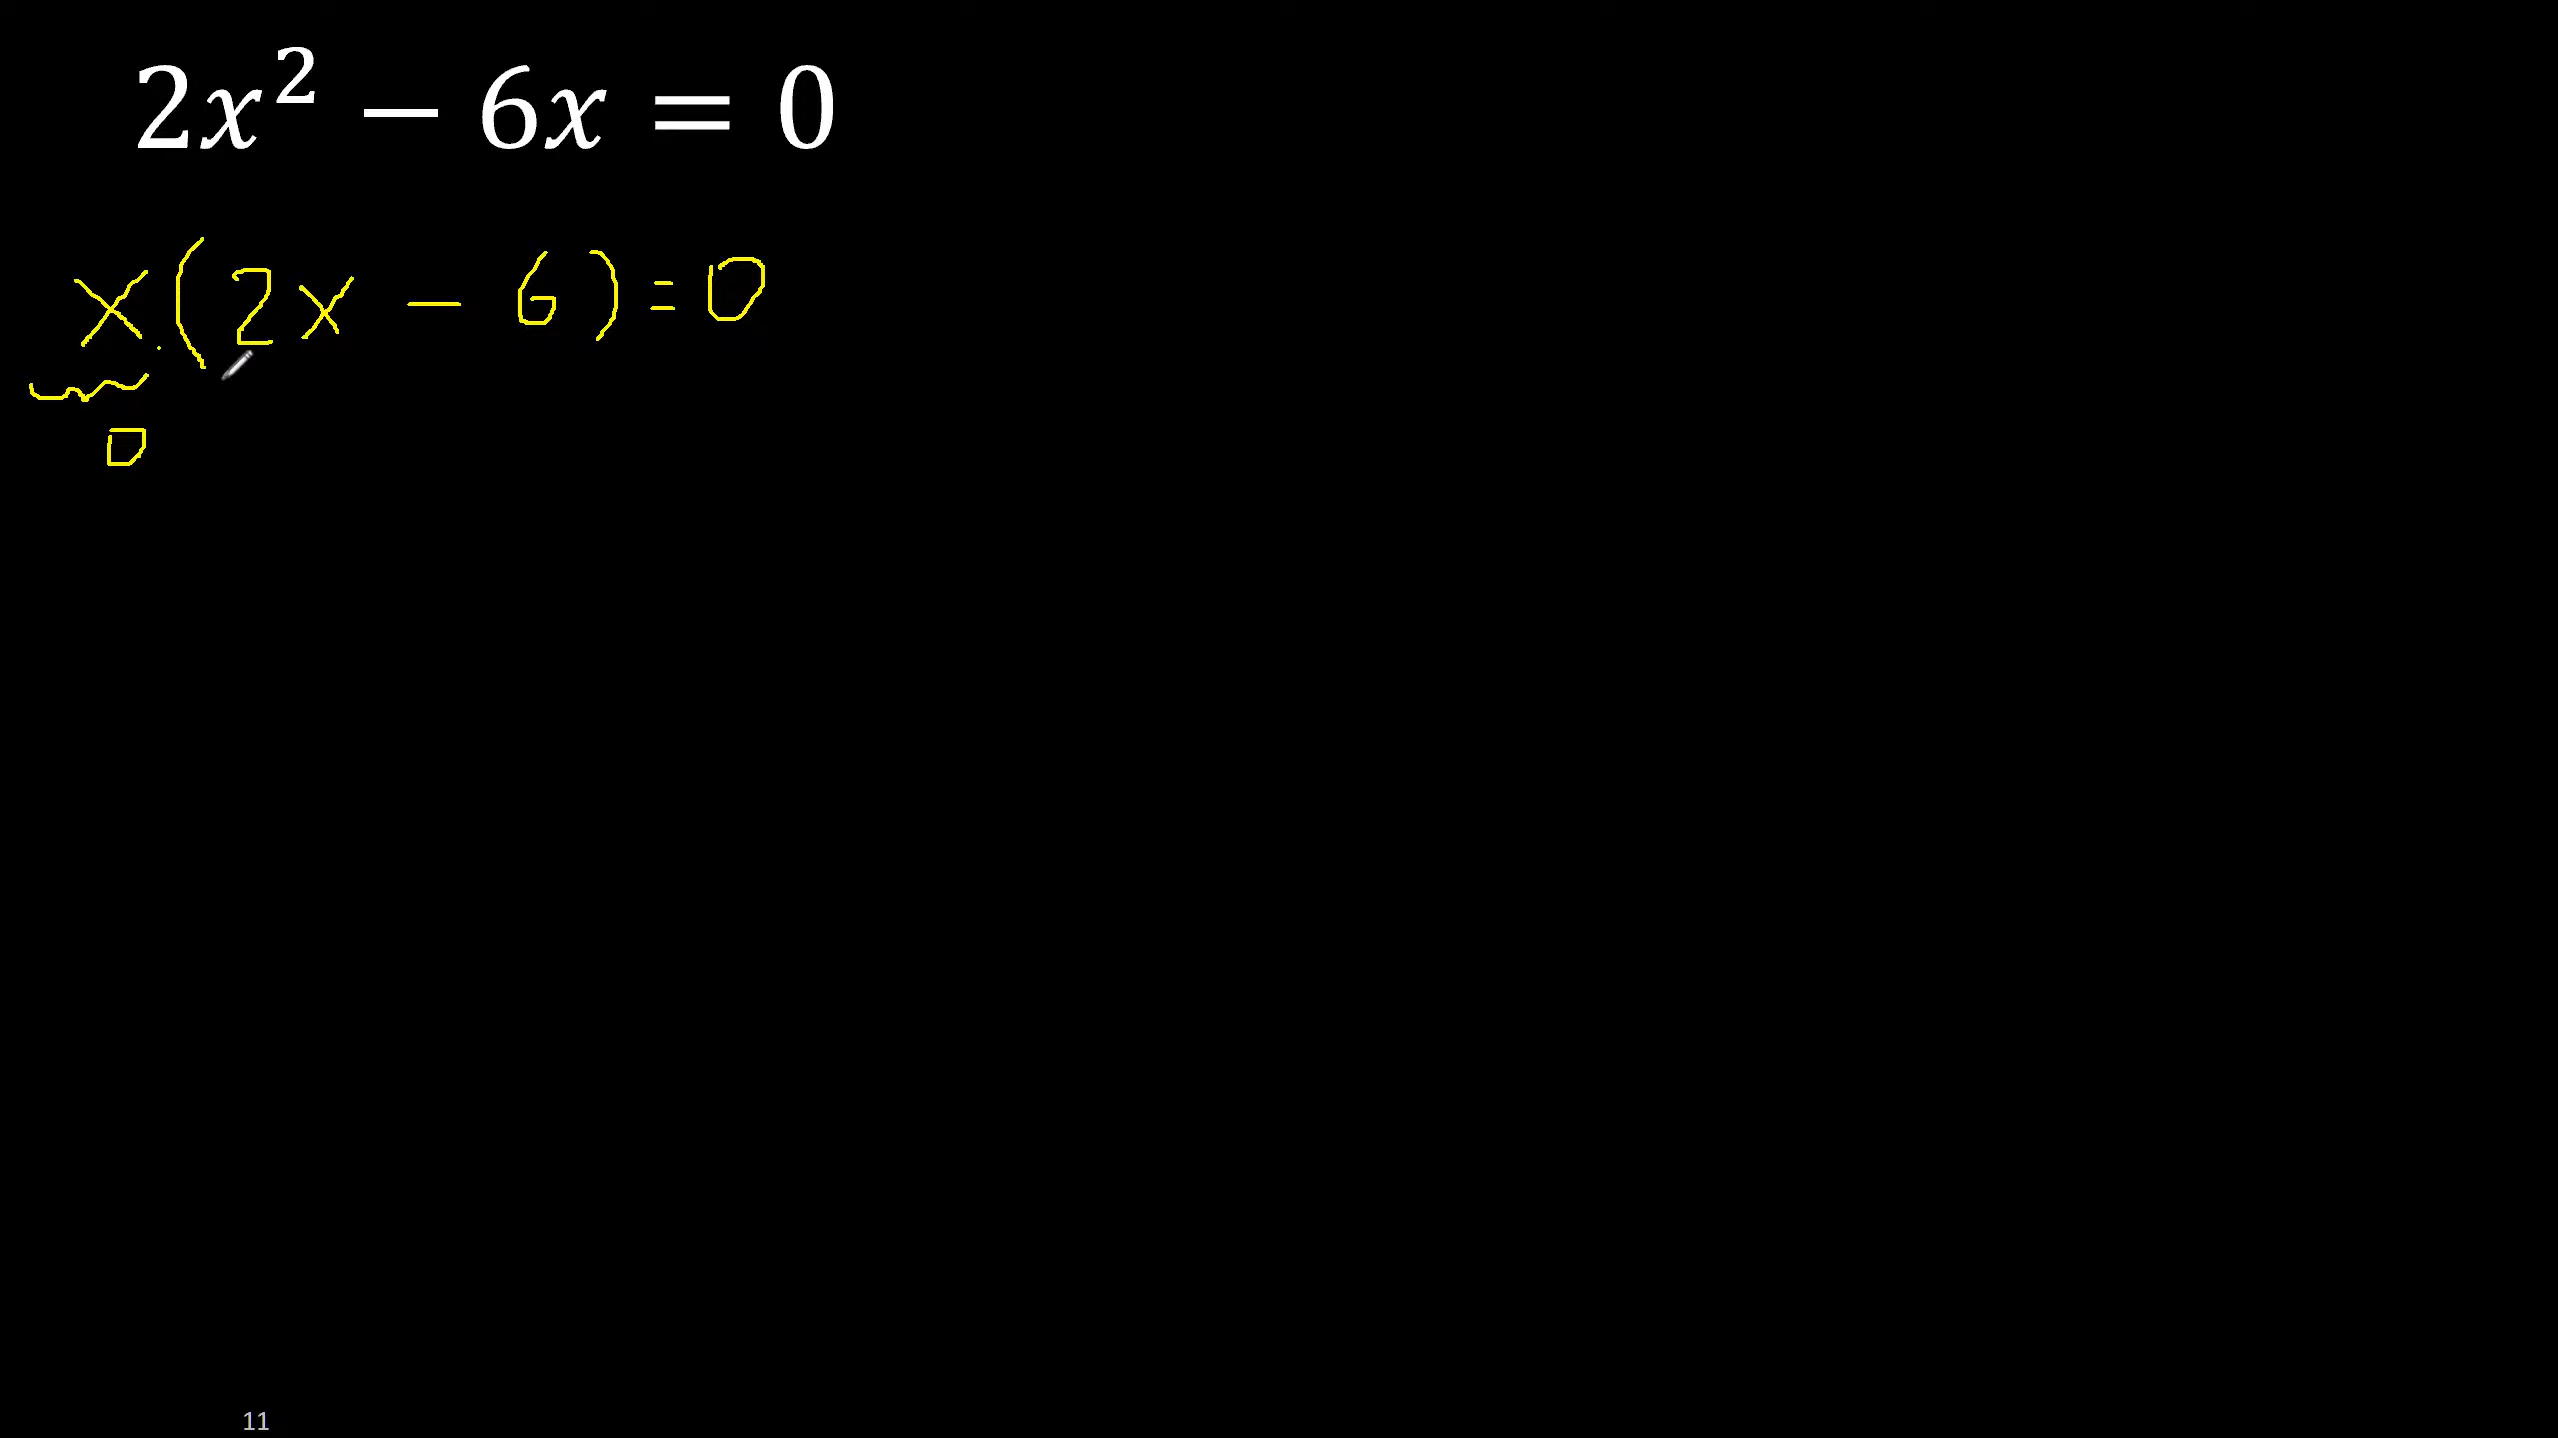 2x² − 6x = 0
x.(2x − 6) = 0
0
11